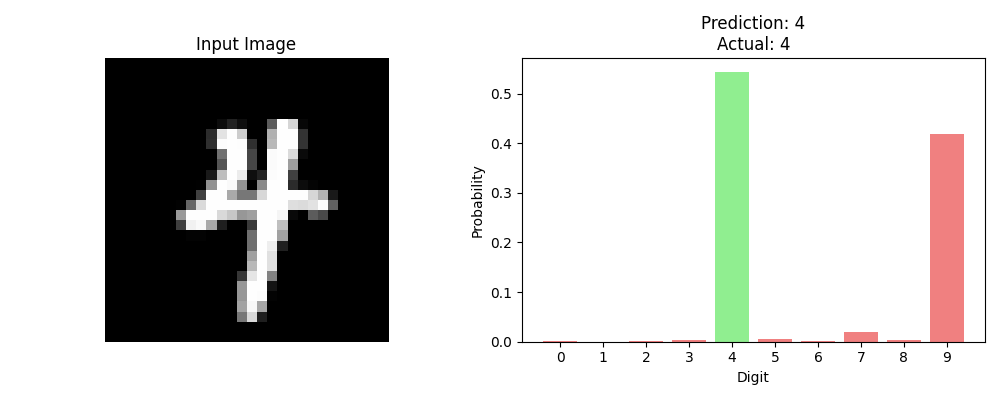 Input Image
4
Prediction: 4
Actual: 4
Probability
0.5
0.4
0.3
0.2
0.1
0.0
0 1 2 3 4 5 6 7 8 9
Digit